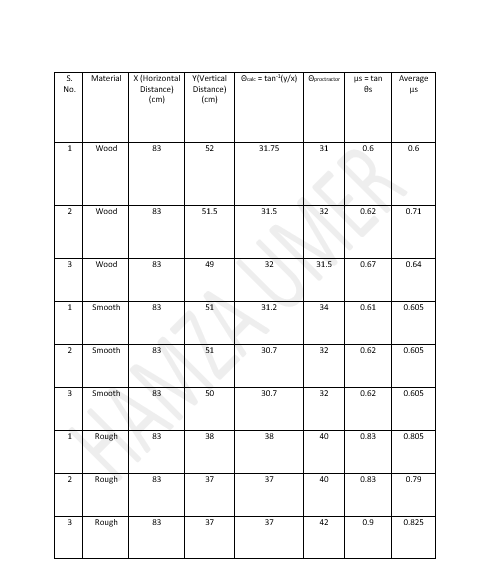 S. No. Material X (Horizontal Distance) (cm) Y(Vertical Distance) (cm) Θcalc = tan⁻¹(y/x) Θproctractor μs = tan θs Average μs
1 Wood 83 52 31.75 31 0.6 0.6
2 Wood 83 51.5 31.5 32 0.62 0.71
3 Wood 83 49 32 31.5 0.67 0.64
1 Smooth 83 51 31.2 34 0.61 0.605
2 Smooth 83 51 30.7 32 0.62 0.605
3 Smooth 83 50 30.7 32 0.62 0.605
1 Rough 83 38 38 40 0.83 0.805
2 Rough 83 37 37 40 0.83 0.79
3 Rough 83 37 37 42 0.9 0.825
HAMZA UMER